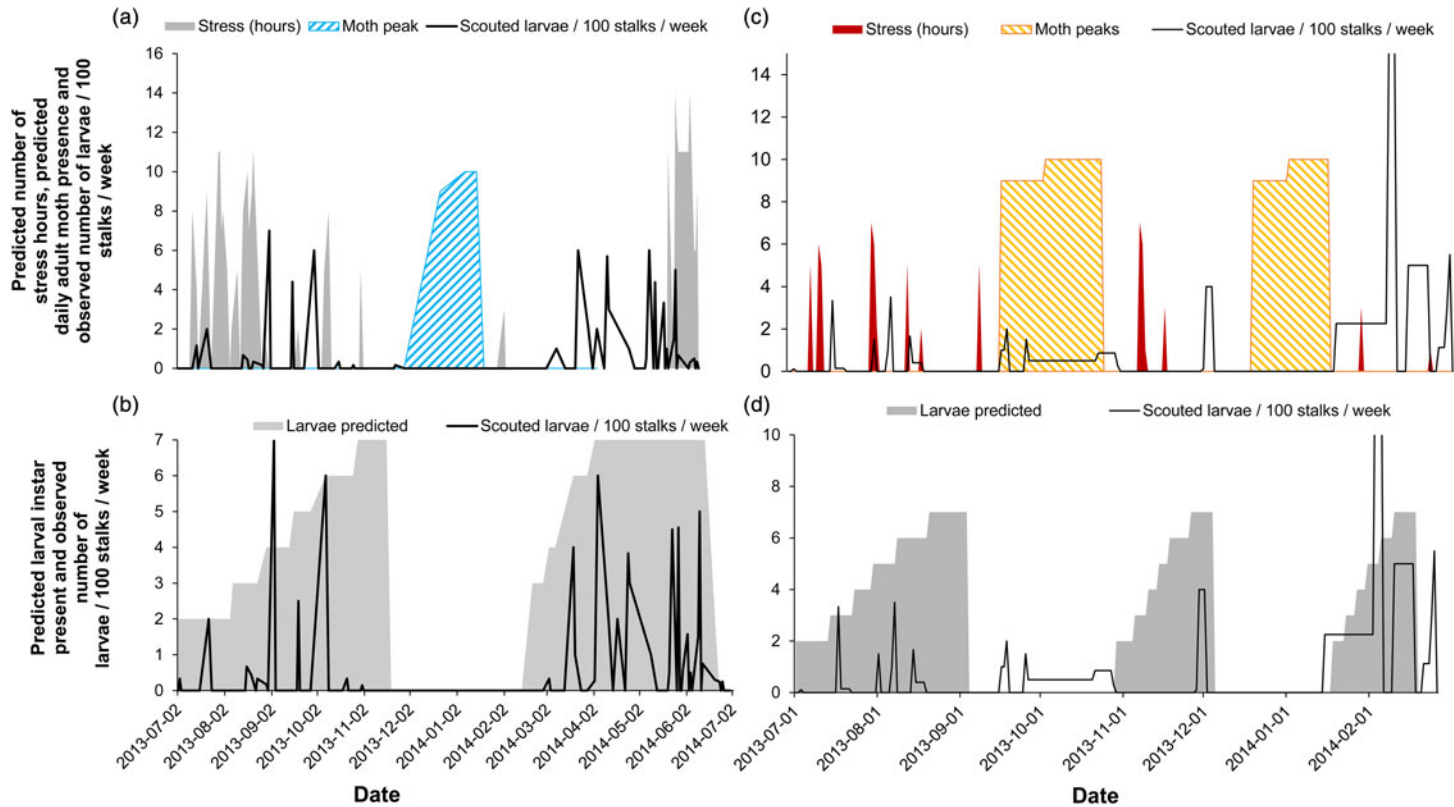 (a)
Stress (hours) Moth peak Scouted larvae / 100 stalks / week
Predicted number of
stress hours, predicted
daily adult moth presence and
observed number of larvae / 100
stalks / week
16
14
12
10
8
6
4
2
0
(c)
Stress (hours) Moth peaks Scouted larvae / 100 stalks / week
14
12
10
8
6
4
2
0
(b)
Larvae predicted Scouted larvae / 100 stalks / week
Predicted larval instar
present and observed
number of
larvae / 100 stalks / week
7
6
5
4
3
2
1
0
2013-07-02
2013-08-02
2013-09-02
2013-10-02
2013-11-02
2013-12-02
2014-01-02
2014-02-02
2014-03-02
2014-04-02
2014-05-02
2014-06-02
2014-07-02
Date
(d)
Larvae predicted Scouted larvae / 100 stalks / week
10
8
6
4
2
0
2013-07-01
2013-08-01
2013-09-01
2013-10-01
2013-11-01
2013-12-01
2014-01-01
2014-02-01
Date